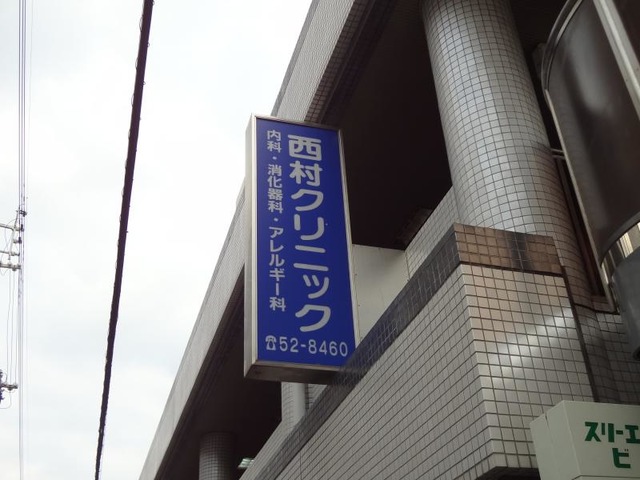 西村クリニック
内科・消化器科・アレルギー科
☎52-8460
スリーエ
ビ